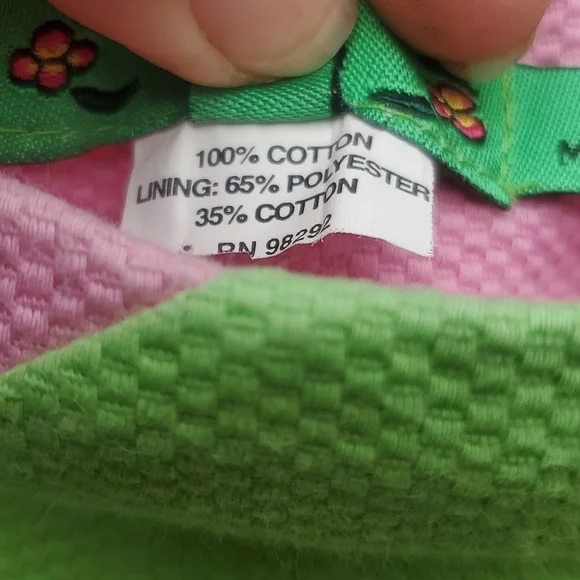 100% COTTON
LINING: 65% POLYESTER
35% COTTON
RN 98292
M